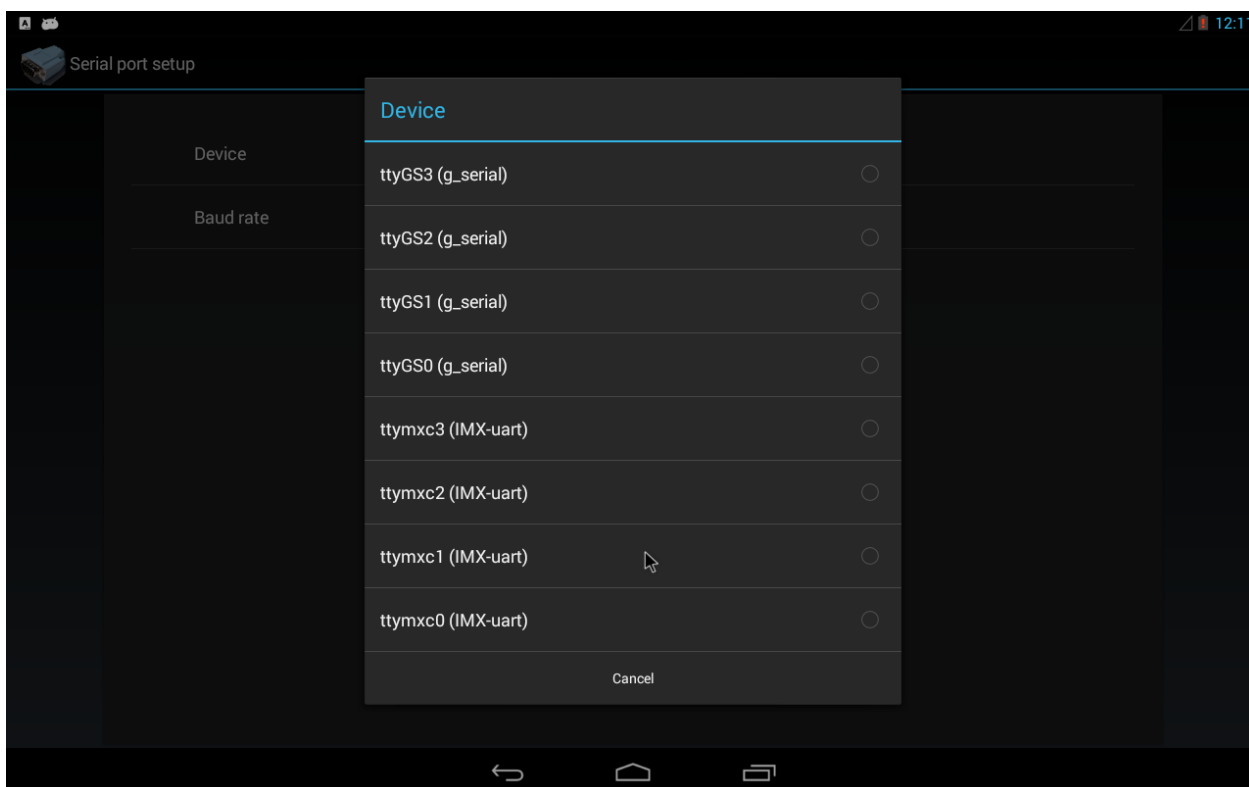 12:11
Serial port setup
Device
Device
Baud rate
ttyGS3 (g_serial)
ttyGS2 (g_serial)
ttyGS1 (g_serial)
ttyGS0 (g_serial)
ttymxc3 (IMX-uart)
ttymxc2 (IMX-uart)
ttymxc1 (IMX-uart)
ttymxc0 (IMX-uart)
Cancel